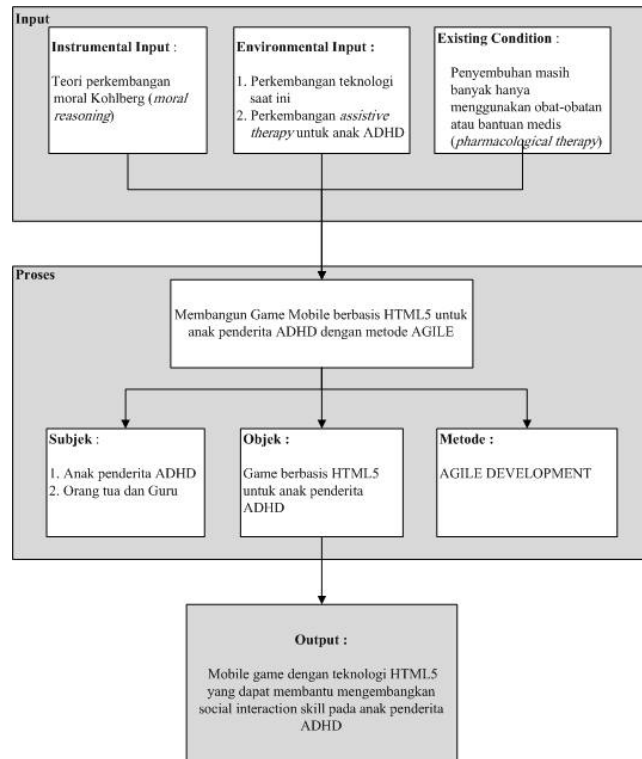 Input
Instrumental Input :
Teori perkembangan
moral Kohlberg (moral
reasoning)
Environmental Input :
1. Perkembangan teknologi
saat ini
2. Perkembangan assistive
therapy untuk anak ADHD
Existing Condition :
Penyembuhan masih
banyak hanya
menggunakan obat-obatan
atau bantuan medis
(pharmacological therapy)
Proses
Membangun Game Mobile berbasis HTML5 untuk
anak penderita ADHD dengan metode AGILE
Subjek :
1. Anak penderita ADHD
2. Orang tua dan Guru
Objek :
Game berbasis HTML5
untuk anak penderita
ADHD
Metode :
AGILE DEVELOPMENT
Output :
Mobile game dengan teknologi HTML5
yang dapat membantu mengembangkan
social interaction skill pada anak penderita
ADHD